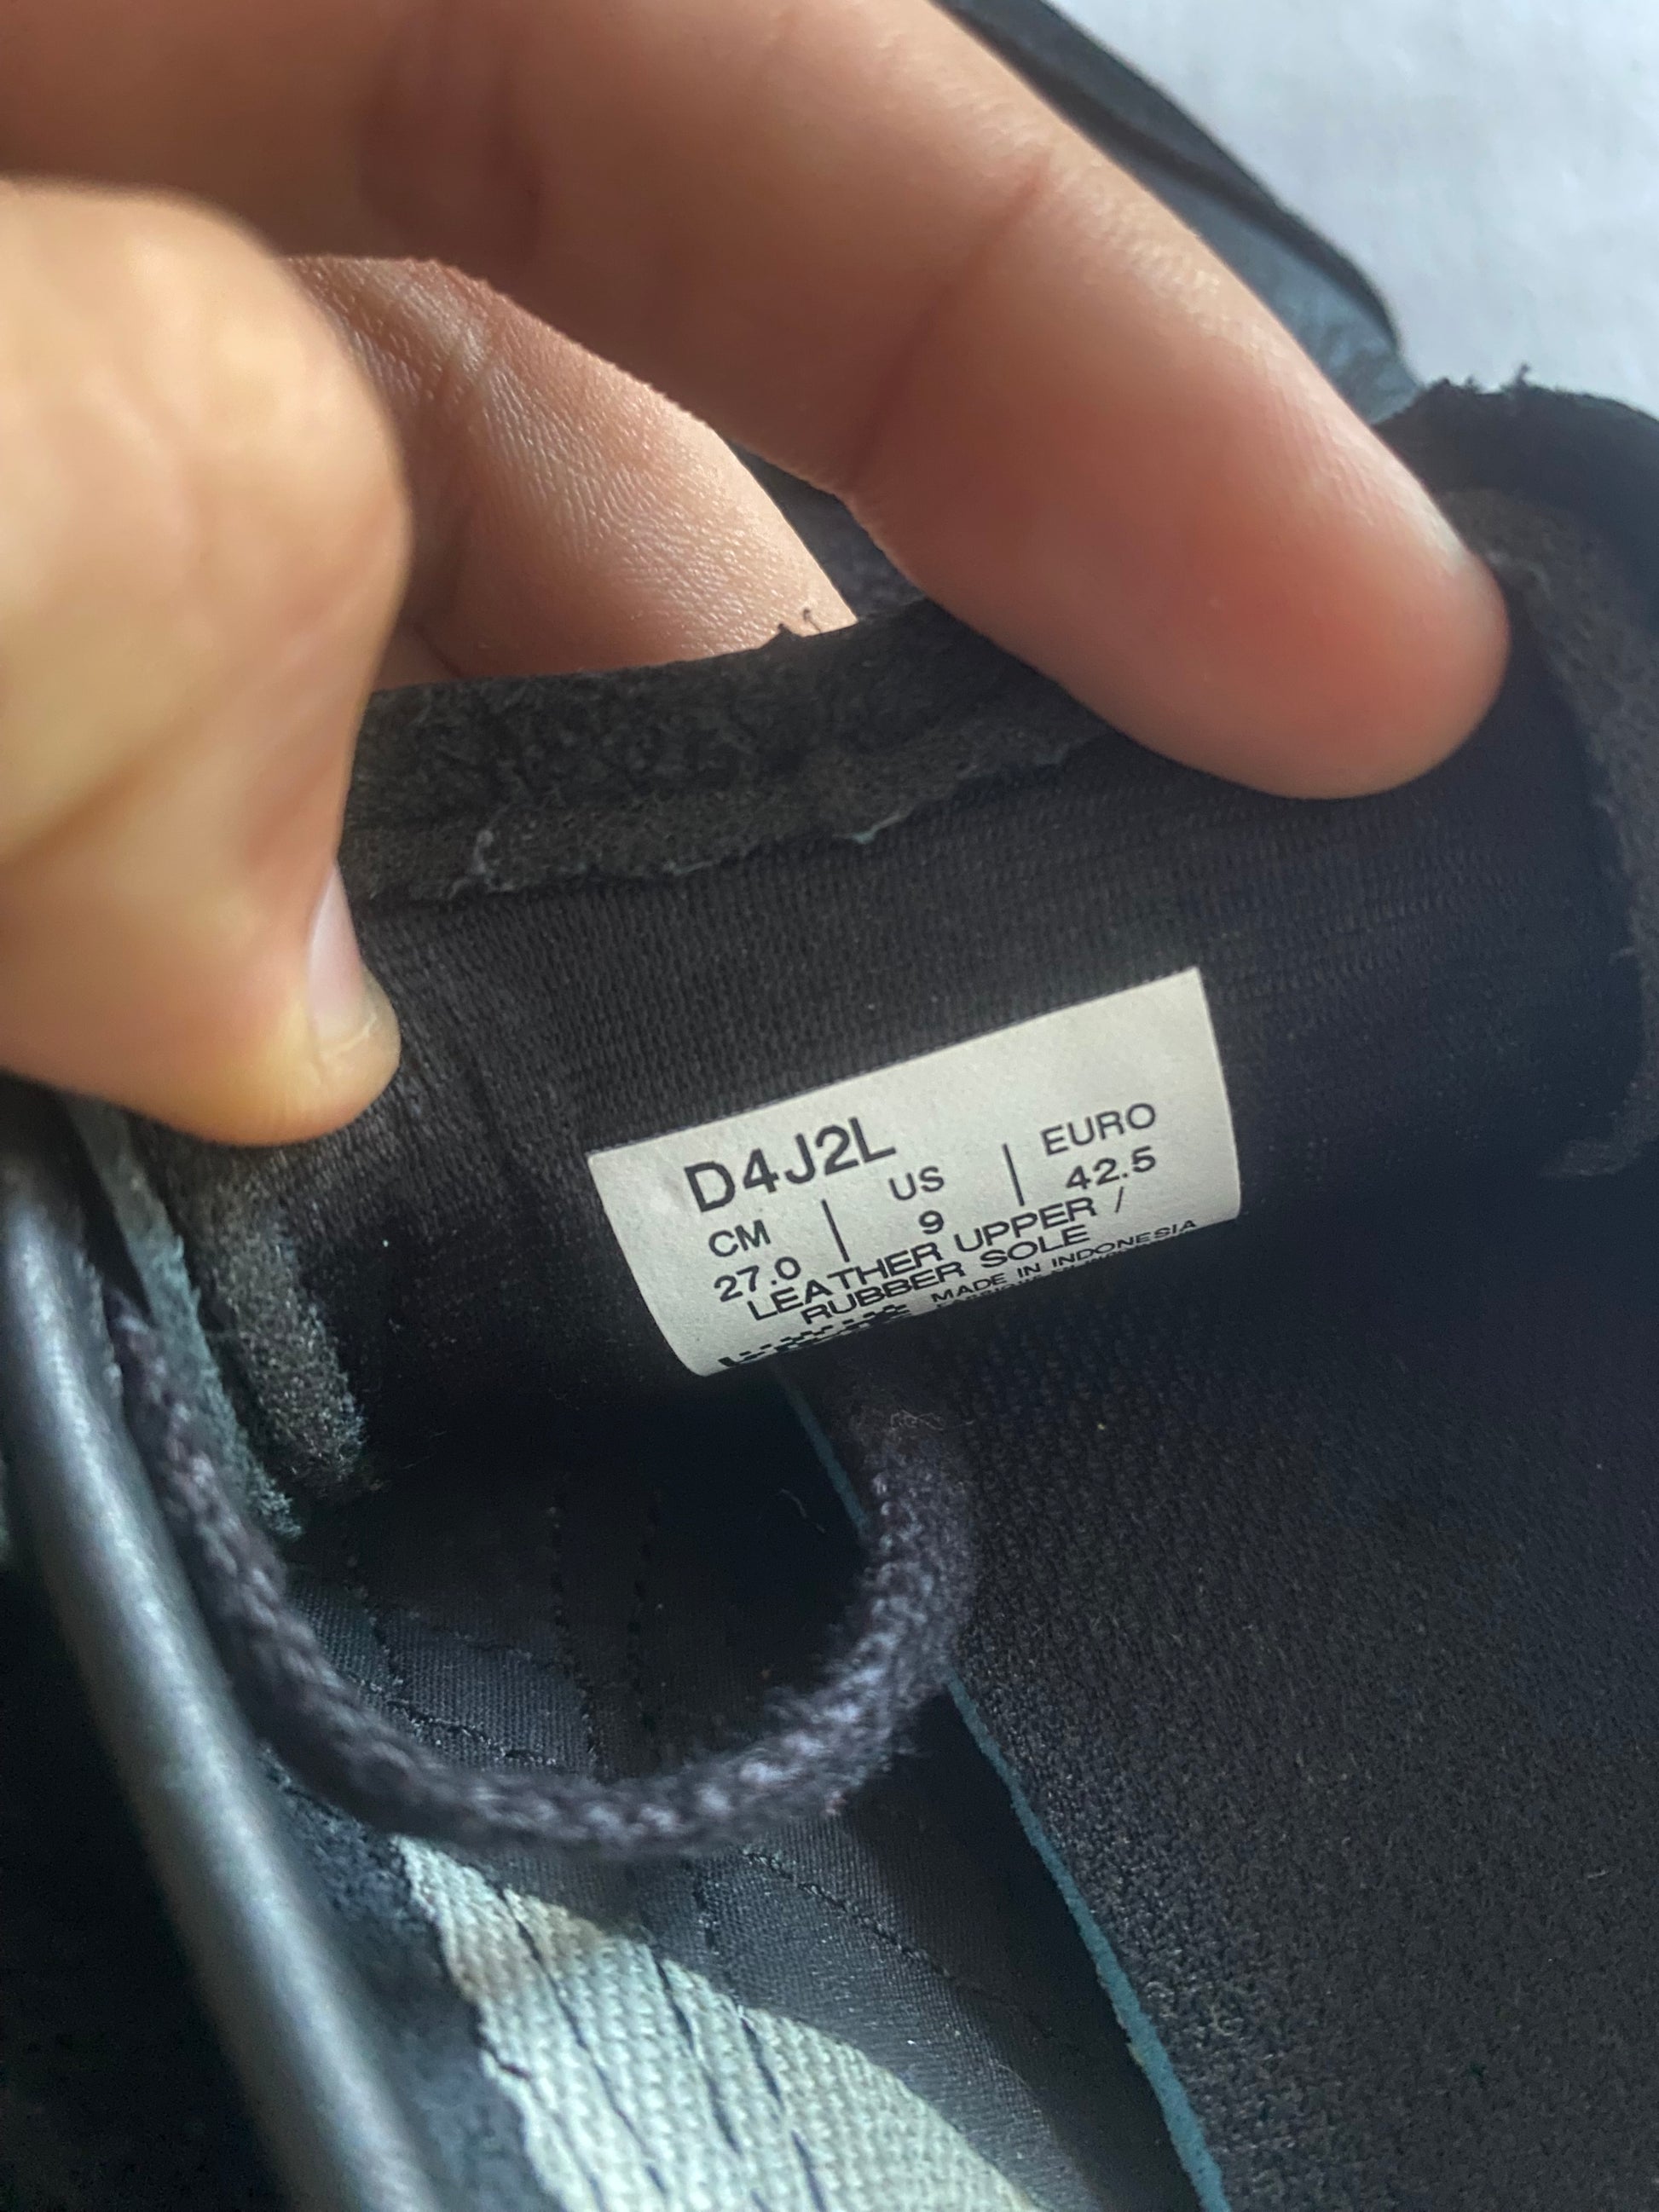 D4J2L
CM | US | EURO
27.0 | 9 | 42.5
LEATHER UPPER /
RUBBER SOLE
MADE IN INDONESIA